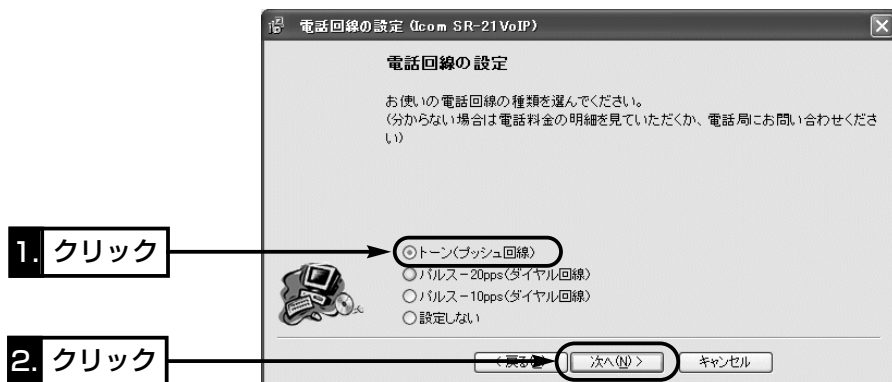 電話回線の設定 (Icom SR-21VoIP)
電話回線の設定
お使いの電話回線の種類を選んでください。
(分からない場合は電話料金の明細を見ていただくか、電話局にお問い合わせくださ
い)
1. クリック
トーン(プッシュ回線)
パルス-20pps(ダイヤル回線)
パルス-10pps(ダイヤル回線)
設定しない
2. クリック
< 戻る 次へ(N) > キャンセル